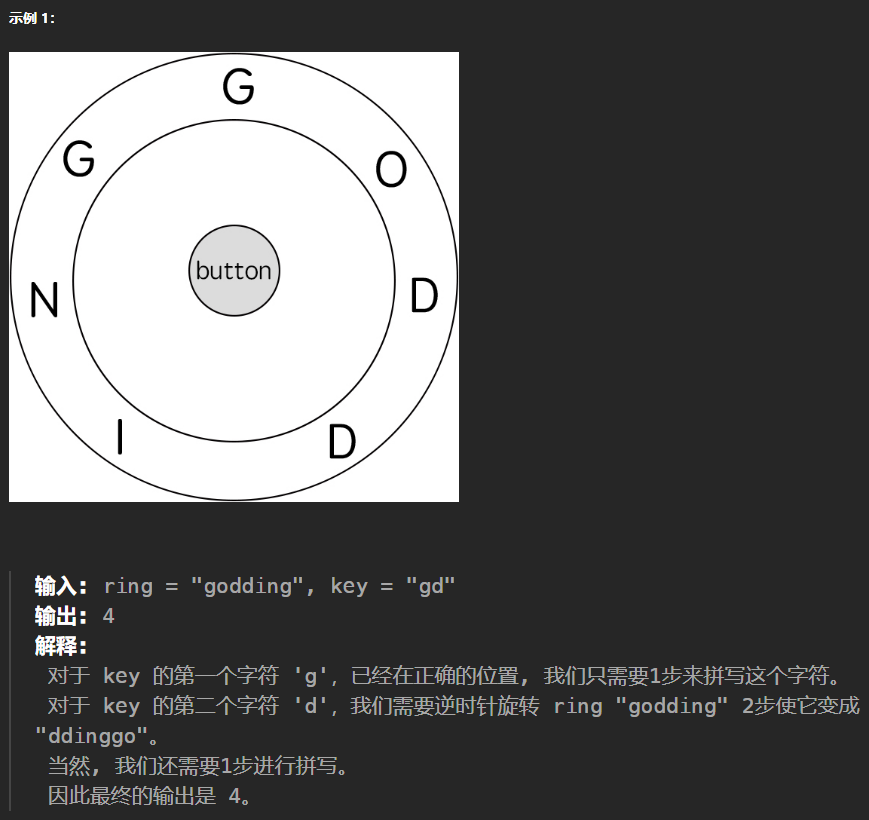 示例 1:
G
G
O
button
N
D
I
D
输入: ring = "godding", key = "gd"
输出: 4
解释:
对于 key 的第一个字符 'g', 已经在正确的位置, 我们只需要1步来拼写这个字符。
对于 key 的第二个字符 'd', 我们需要逆时针旋转 ring "godding" 2步使它变成
"ddinggo"。
当然, 我们还需要1步进行拼写。
因此最终的输出是 4。